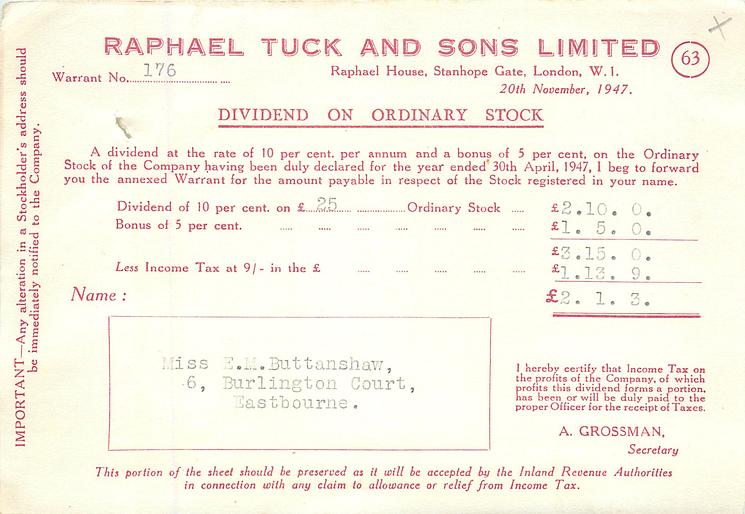 RAPHAEL TUCK AND SONS LIMITED
63
Warrant No. 176
Raphael House, Stanhope Gate, London, W.1.
20th November, 1947.
DIVIDEND ON ORDINARY STOCK
A dividend at the rate of 10 per cent. per annum and a bonus of 5 per cent, on the Ordinary
Stock of the Company having been duly declared for the year ended 30th April, 1947, I beg to forward
you the annexed Warrant for the amount payable in respect of the Stock registered in your name.
Dividend of 10 per cent. on £ 25 Ordinary Stock £2.10. 0.
Bonus of 5 per cent. £1. 5. 0.
£3.15. 0.
Less Income Tax at 9/- in the £ £1.13. 9.
£2. 1. 3.
Name :
Miss E.M.Buttanshaw,
6, Burlington Court,
Eastbourne.
I hereby certify that Income Tax on
the profits of the Company, of which
profits this dividend forms a portion,
has been or will be duly paid to the
proper Officer for the receipt of Taxes.
A. GROSSMAN,
Secretary
This portion of the sheet should be preserved as it will be accepted by the Inland Revenue Authorities
in connection with any claim to allowance or relief from Income Tax.
IMPORTANT—Any alteration in a Stockholder's address should
be immediately notified to the Company.